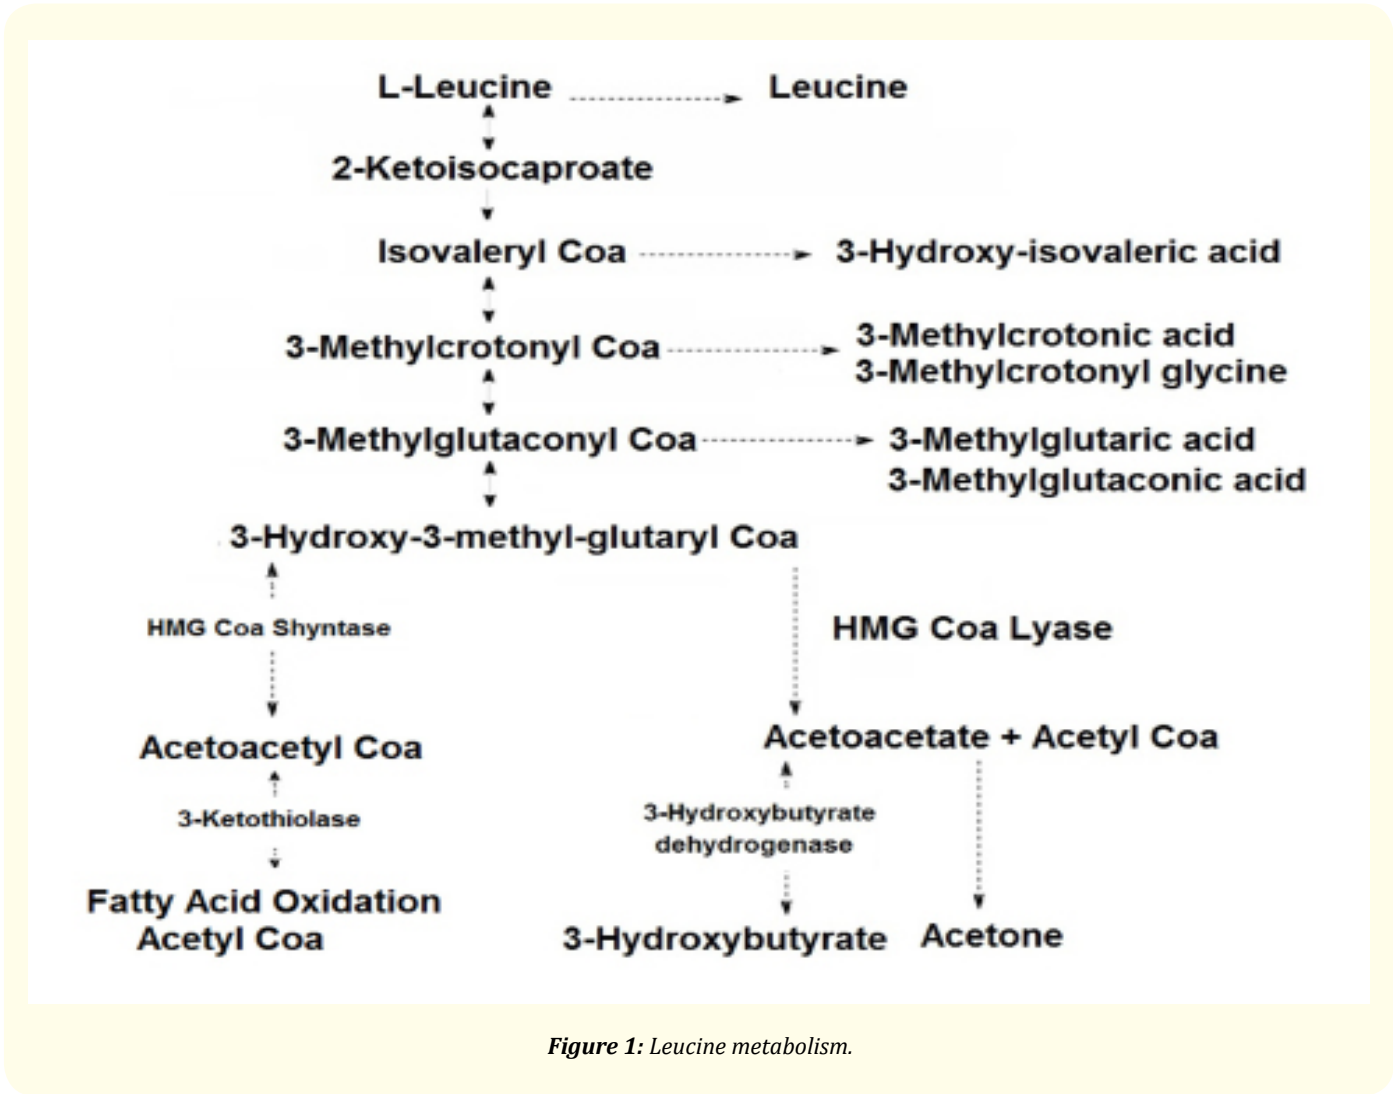 L-Leucine
Leucine
2-Ketoisocaproate
Isovaleryl Coa
3-Hydroxy-isovaleric acid
3-Methylcrotonyl Coa
3-Methylcrotonic acid
3-Methylcrotonyl glycine
3-Methylglutaconyl Coa
3-Methylglutaric acid
3-Methylglutaconic acid
3-Hydroxy-3-methyl-glutaryl Coa
HMG Coa Shyntase
HMG Coa Lyase
Acetoacetyl Coa
Acetoacetate + Acetyl Coa
3-Ketothiolase
3-Hydroxybutyrate
dehydrogenase
Fatty Acid Oxidation
Acetyl Coa
3-Hydroxybutyrate
Acetone
Figure 1: Leucine metabolism.